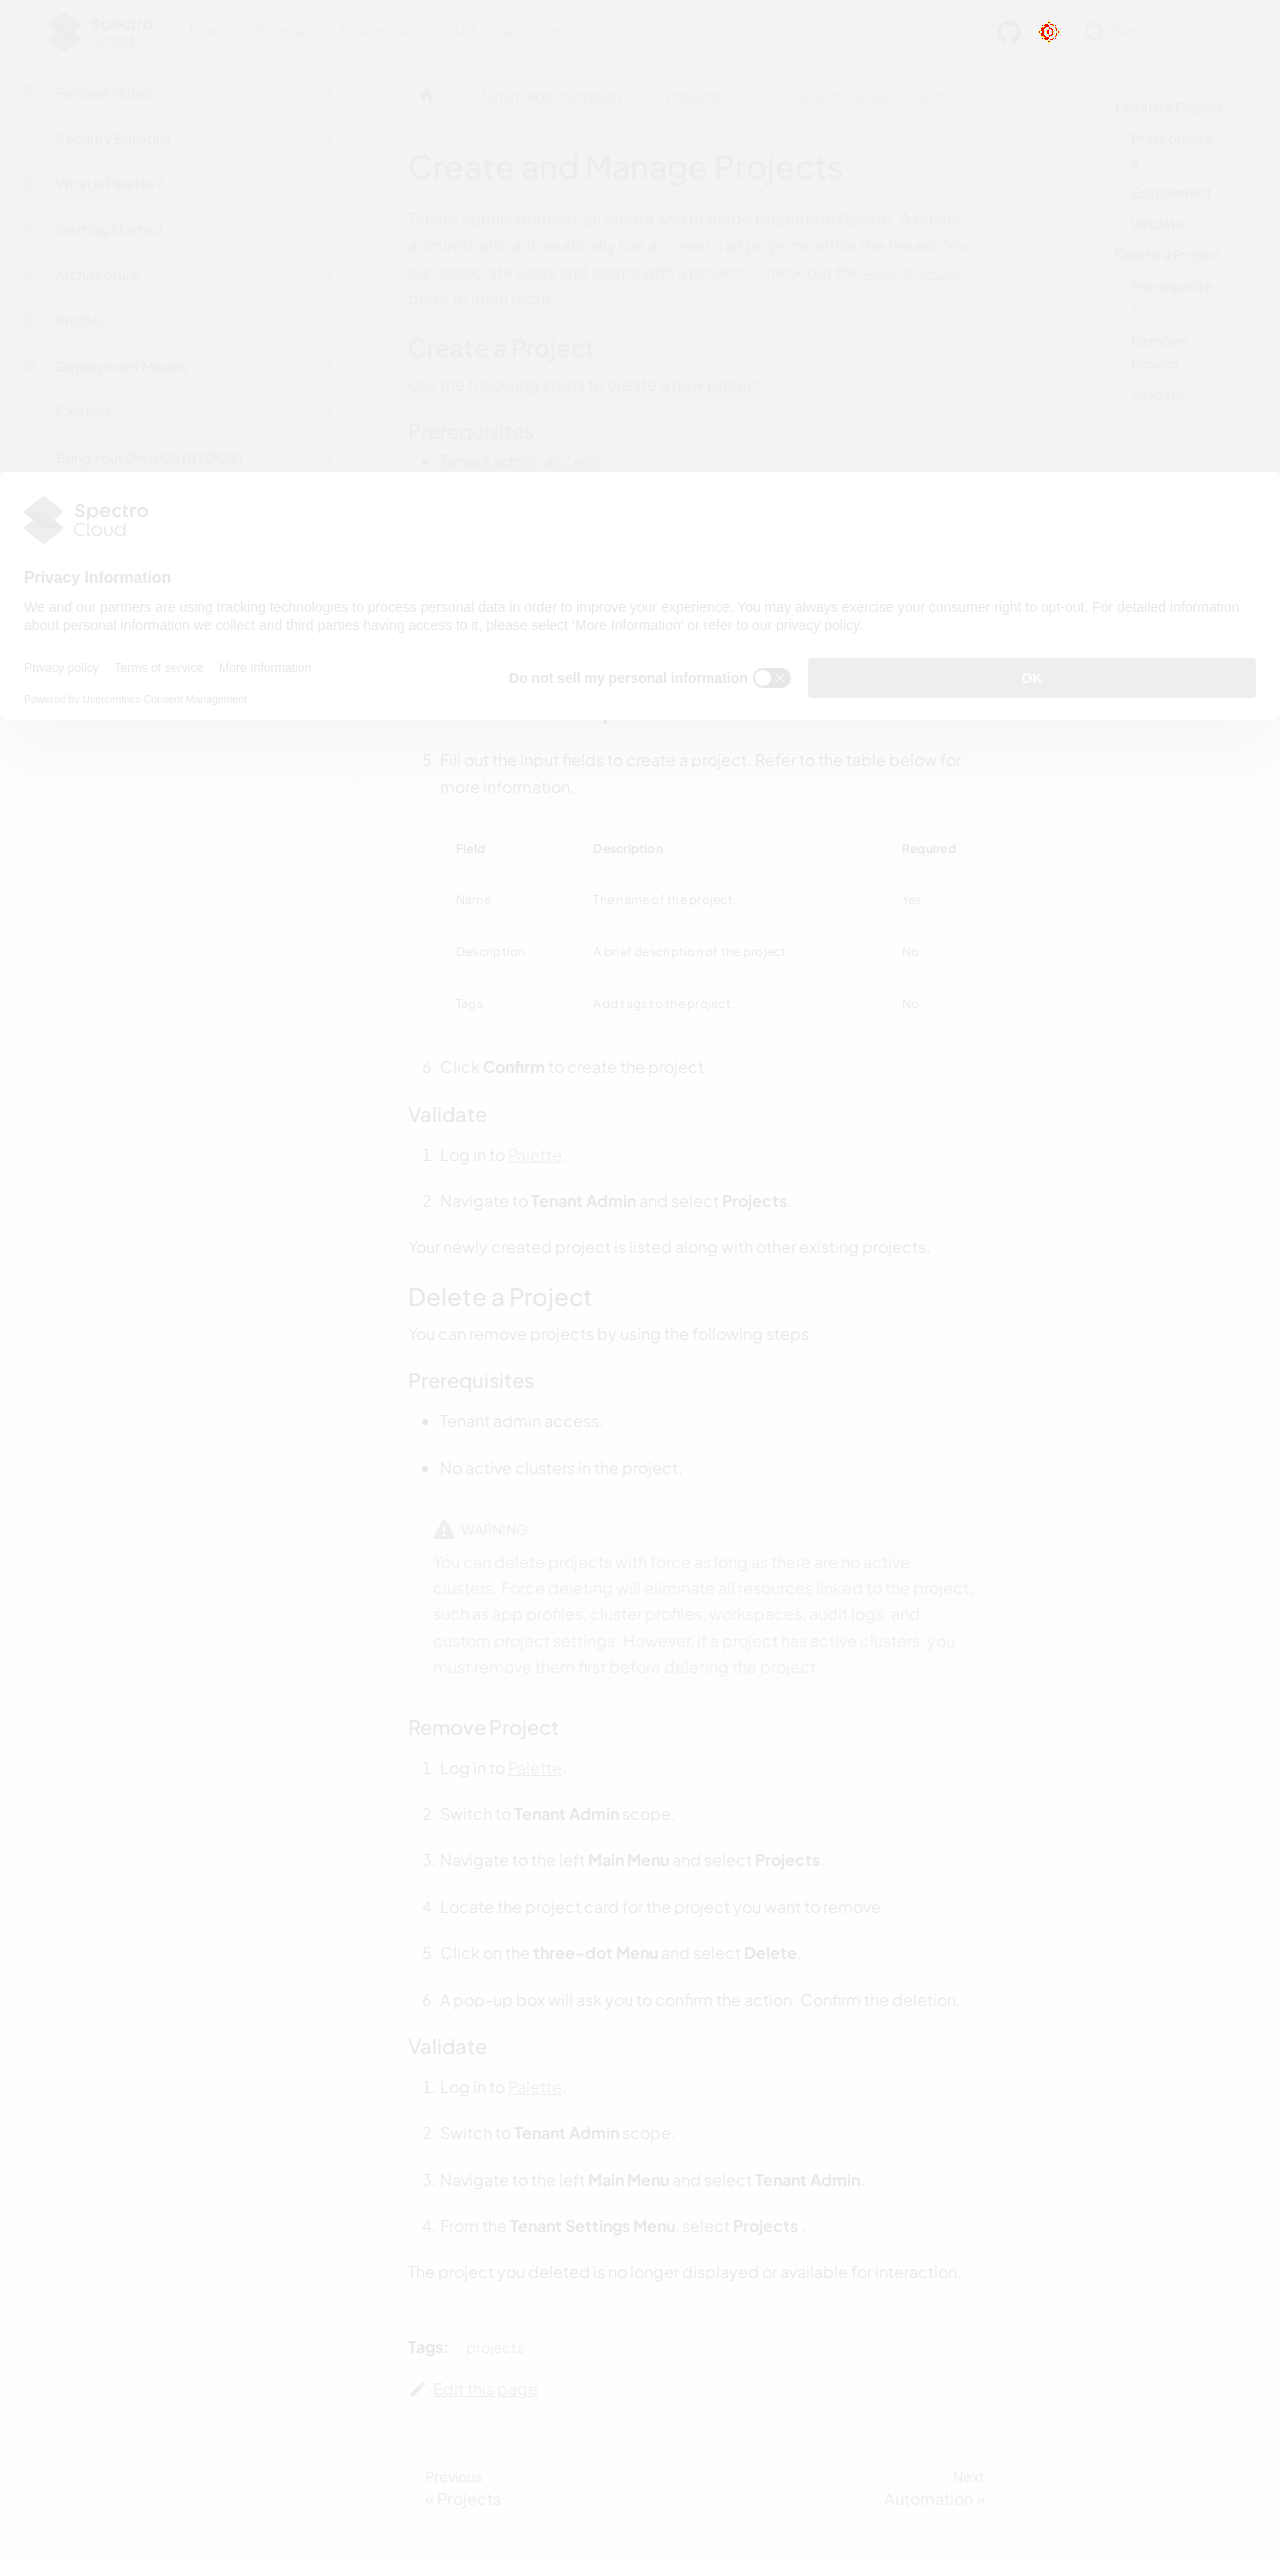 Spectro
Cloud
Docs Tutorials Downloads API latest
Search
Release Notes
Security Bulletins
What is Palette?
Getting Started
Architecture
Profiles
Deployment Modes
Clusters
Bring Your Own OS (BYOOS)
Tenant Administration
Projects
Create and Manage Projects
Create and Manage Projects
Tenant administrators can create and manage projects in Palette. A tenant
administrator automatically has access to all projects within the tenant. You
can associate users and teams with a project. Check out the Assign a Role
page to learn more.
Create a Project
Use the following steps to create a new project.
Prerequisites
Tenant admin access.
Create a Project
Prerequisite
s
Enablement
Validate
Delete a Project
Prerequisite
s
Remove
Project
Validate
Spectro
Cloud
Privacy Information
We and our partners are using tracking technologies to process personal data in order to improve your experience. You may always exercise your consumer right to opt-out. For detailed information
about personal information we collect and third parties having access to it, please select 'More Information' or refer to our privacy policy.
Privacy policy Terms of service More Information
Powered by Usercentrics Consent Management
Do not sell my personal information
OK
5. Fill out the input fields to create a project. Refer to the table below for
more information.
Field Description Required
Name The name of the project. Yes
Description A brief description of the project. No
Tags Add tags to the project. No
6. Click Confirm to create the project.
Validate
1. Log in to Palette.
2. Navigate to Tenant Admin and select Projects.
Your newly created project is listed along with other existing projects.
Delete a Project
You can remove projects by using the following steps.
Prerequisites
Tenant admin access.
No active clusters in the project.
WARNING
You can delete projects with force as long as there are no active
clusters. Force deleting will eliminate all resources linked to the project,
such as app profiles, cluster profiles, workspaces, audit logs, and
custom project settings. However, if a project has active clusters, you
must remove them first before deleting the project.
Remove Project
1. Log in to Palette.
2. Switch to Tenant Admin scope.
3. Navigate to the left Main Menu and select Projects.
4. Locate the project card for the project you want to remove.
5. Click on the three-dot Menu and select Delete.
6. A pop-up box will ask you to confirm the action. Confirm the deletion.
Validate
1. Log in to Palette.
2. Switch to Tenant Admin scope.
3. Navigate to the left Main Menu and select Tenant Admin.
4. From the Tenant Settings Menu, select Projects .
The project you deleted is no longer displayed or available for interaction.
Tags: projects
Edit this page
Previous
« Projects
Next
Automation »